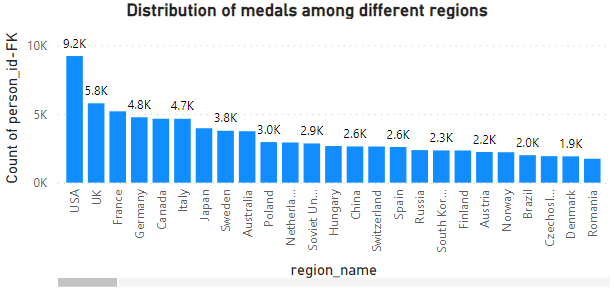 Distribution of medals among different regions
Count of person_id-FK
10K
5K
0K
9.2K
5.8K
4.8K
4.7K
3.8K
3.0K
2.9K
2.6K
2.6K
2.3K
2.2K
2.0K
1.9K
USA
UK
France
Germany
Canada
Italy
Japan
Sweden
Australia
Poland
Netherla...
Soviet Un...
Hungary
China
Switzerland
Spain
Russia
South Kor...
Finland
Austria
Norway
Brazil
Czechosl...
Denmark
Romania
region_name